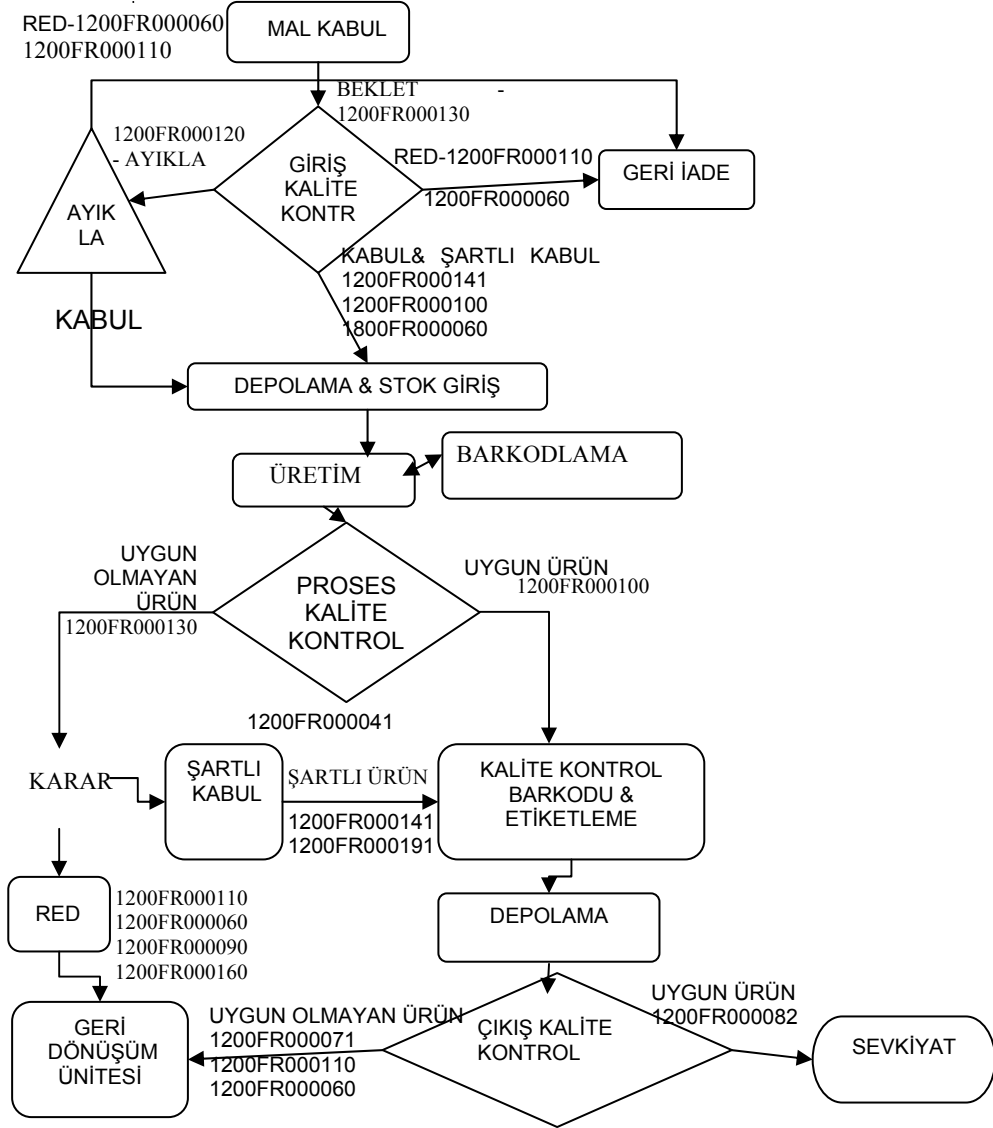 RED-1200FR000060
1200FR000110
MAL KABUL
BEKLET -
1200FR000130
1200FR000120
- AYIKLA
GİRİŞ
KALİTE
KONTR
RED-1200FR000110
1200FR000060
GERİ İADE
AYIK
LA
KABUL& ŞARTLI KABUL
1200FR000141
1200FR000100
1800FR000060
KABUL
DEPOLAMA & STOK GİRİŞ
ÜRETİM
BARKODLAMA
UYGUN
OLMAYAN
ÜRÜN
1200FR000130
PROSES
KALİTE
KONTROL
UYGUN ÜRÜN
1200FR000100
1200FR000041
KARAR
ŞARTLI
KABUL
ŞARTLI ÜRÜN
1200FR000141
1200FR000191
KALİTE KONTROL
BARKODU &
ETİKETLEME
RED
1200FR000110
1200FR000060
1200FR000090
1200FR000160
DEPOLAMA
GERİ
DÖNÜŞÜM
ÜNİTESİ
UYGUN OLMAYAN ÜRÜN
1200FR000071
1200FR000110
1200FR000060
ÇIKIŞ KALİTE
KONTROL
UYGUN ÜRÜN
1200FR000082
SEVKİYAT